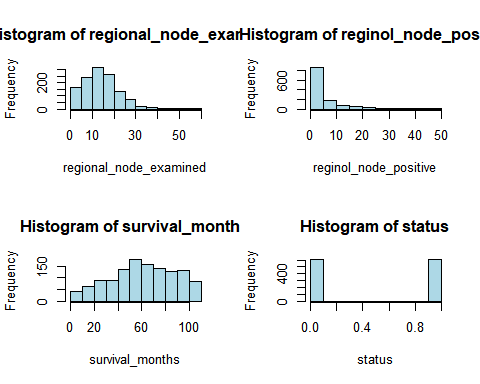 istogram of regional_node_exar
Histogram of reginol_node_pos
Frequency
0 200
0 10 30 50
regional_node_examined
Frequency
0 600
0 10 20 30 40 50
reginol_node_positive
Histogram of survival_month
Histogram of status
Frequency
0 150
0 20 60 100
survival_months
Frequency
0 400
0.0 0.4 0.8
status